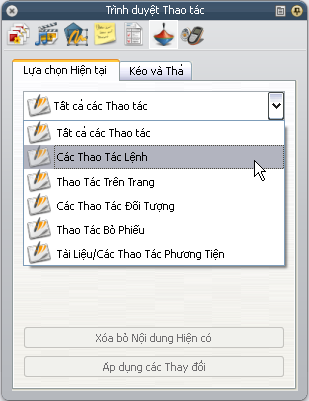 Trình duyệt Thao tác
Lựa chọn Hiện tại
Kéo và Thả
Tất cả các Thao tác
Tất cả các Thao tác
Các Thao Tác Lệnh
Thao Tác Trên Trang
Các Thao Tác Đối Tượng
Thao Tác Bỏ Phiếu
Tài Liệu/Các Thao Tác Phương Tiện
Xóa bỏ Nội dung Hiện có
Áp dụng các Thay đổi